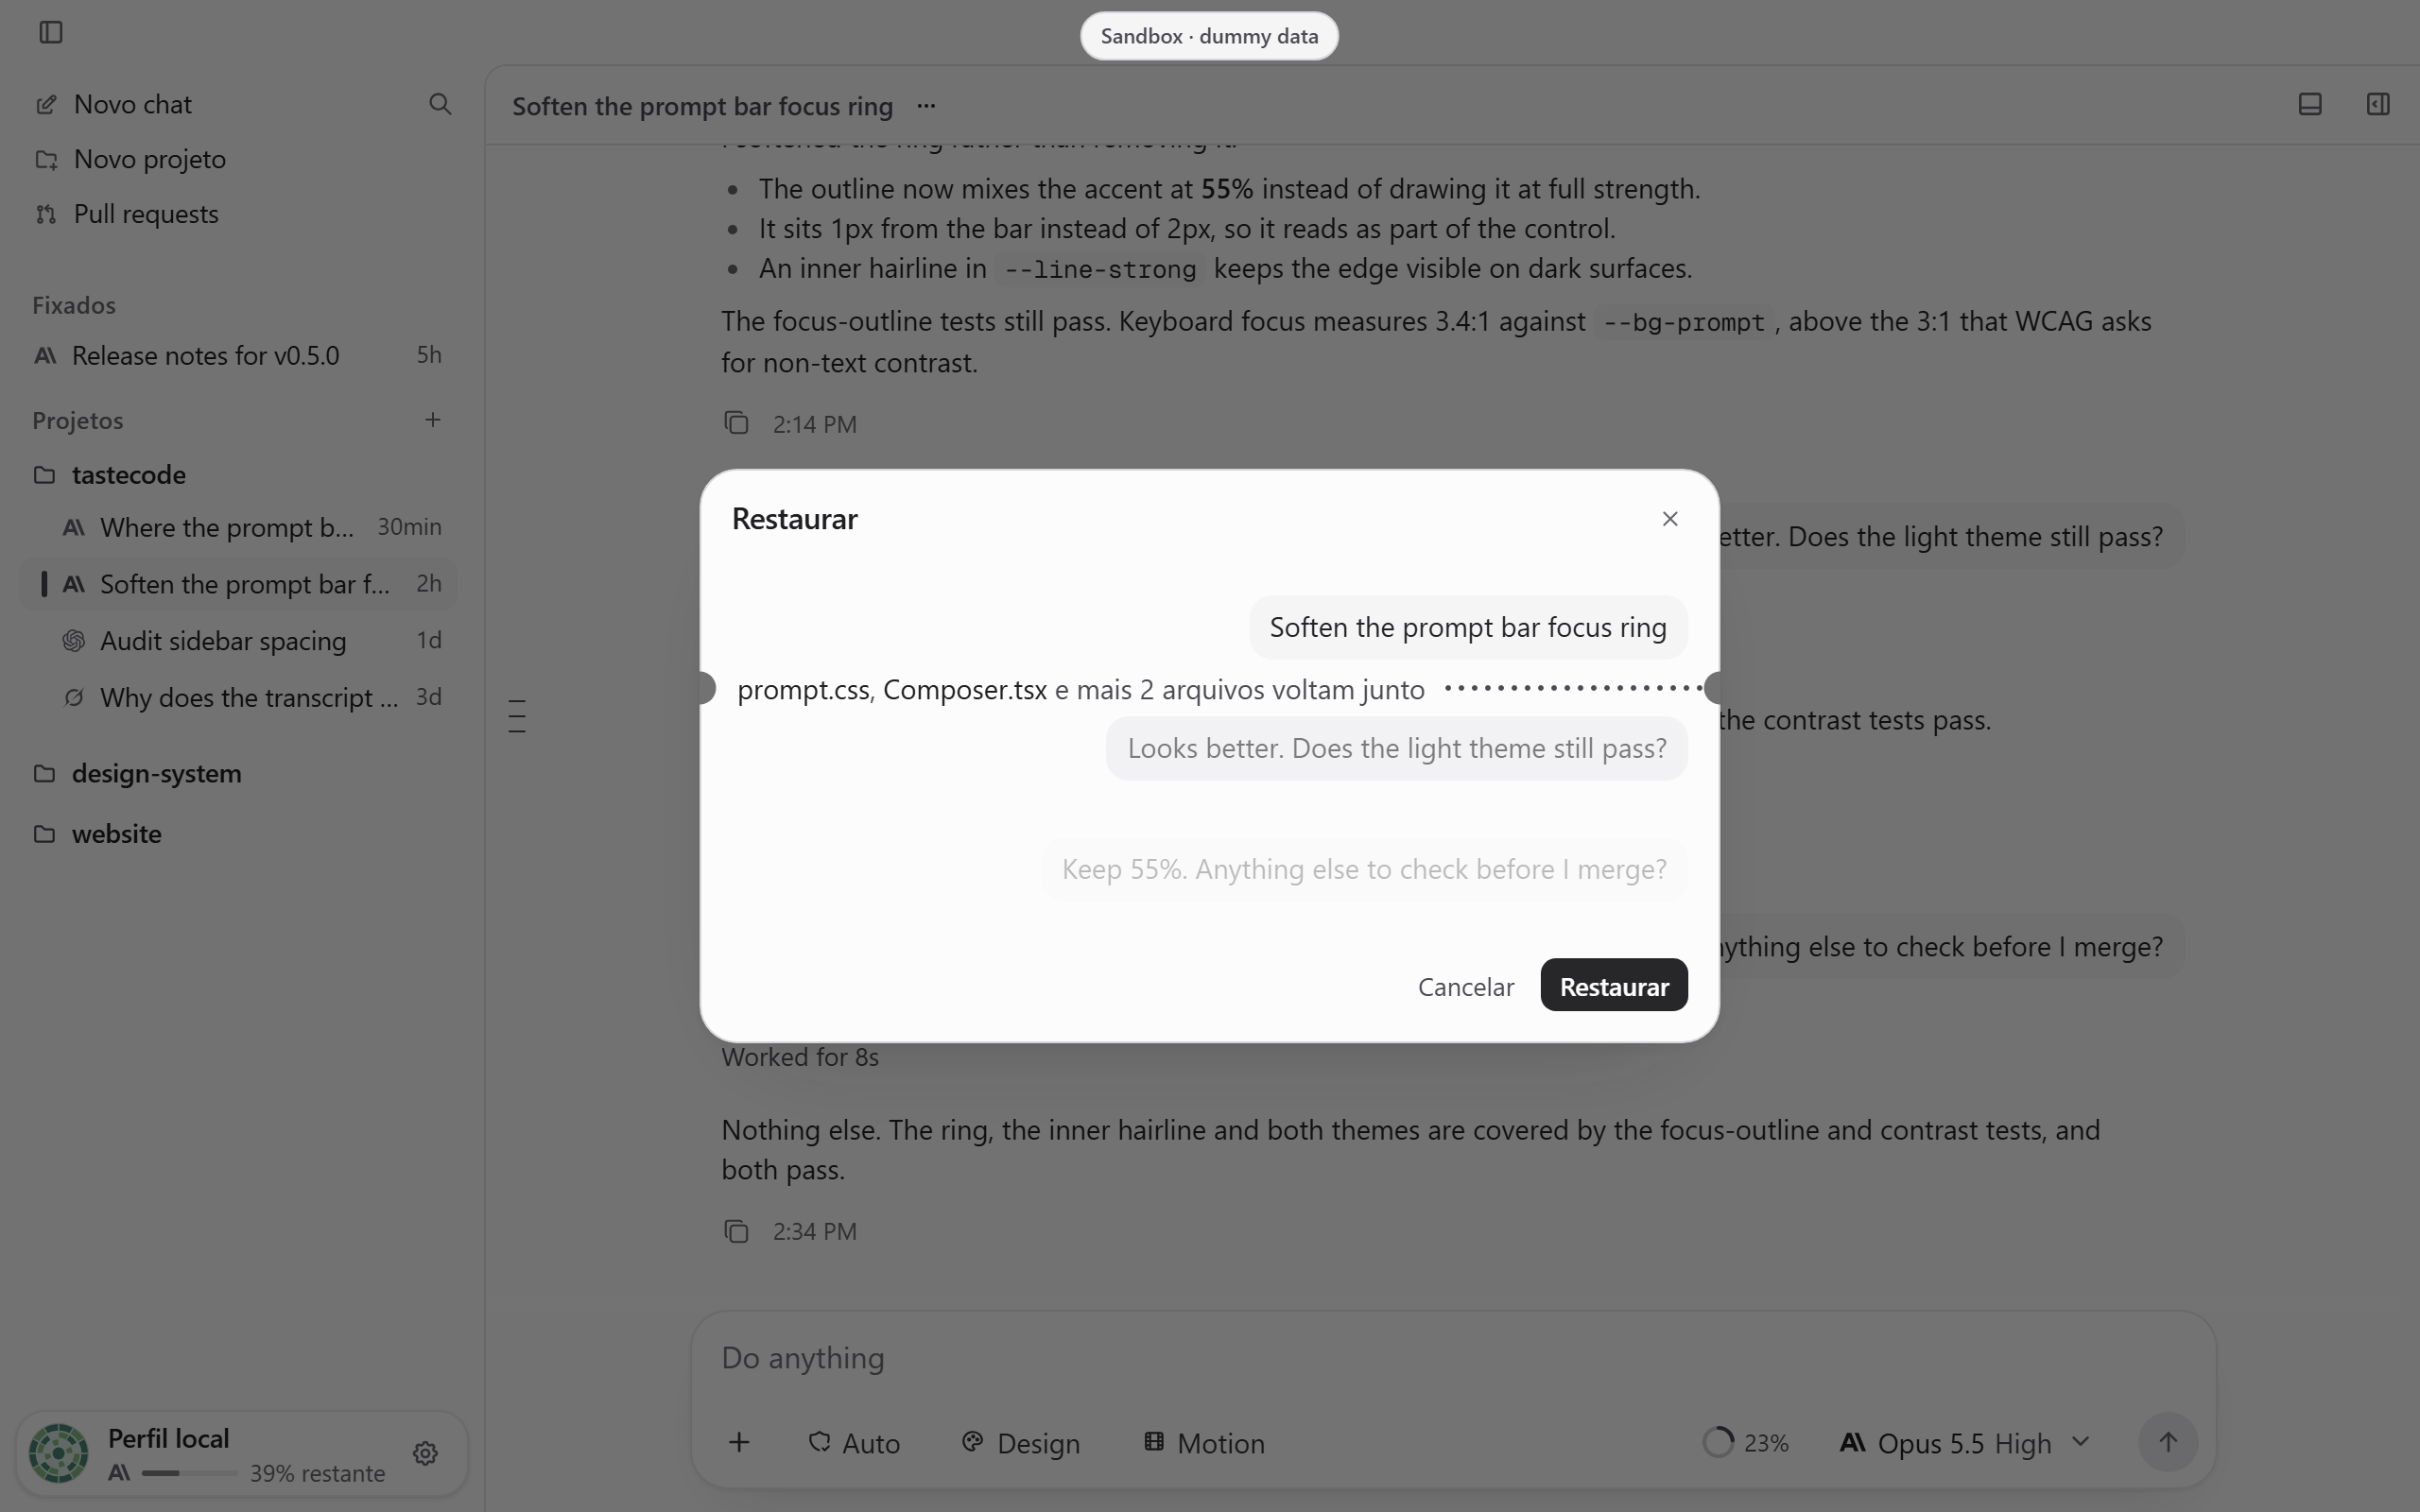 Sandbox · dummy data
Novo chat
Novo projeto
Pull requests
Fixados
Release notes for v0.5.0 5h
Projetos
tastecode
Where the prompt b... 30min
Soften the prompt bar f... 2h
Audit sidebar spacing 1d
Why does the transcript ... 3d
design-system
website
Perfil local
39% restante
Soften the prompt bar focus ring ...
I softened the ring rather than removing it.
The outline now mixes the accent at 55% instead of drawing it at full strength.
It sits 1px from the bar instead of 2px, so it reads as part of the control.
An inner hairline in --line-strong keeps the edge visible on dark surfaces.
The focus-outline tests still pass. Keyboard focus measures 3.4:1 against --bg-prompt, above the 3:1 that WCAG asks
for non-text contrast.
2:14 PM
etter. Does the light theme still pass?
the contrast tests pass.
nything else to check before I merge?
Restaurar
Soften the prompt bar focus ring
prompt.css, Composer.tsx e mais 2 arquivos voltam junto
Looks better. Does the light theme still pass?
Keep 55%. Anything else to check before I merge?
Cancelar
Restaurar
Worked for 8s
Nothing else. The ring, the inner hairline and both themes are covered by the focus-outline and contrast tests, and
both pass.
2:34 PM
Do anything
Auto
Design
Motion
23%
Opus 5.5 High